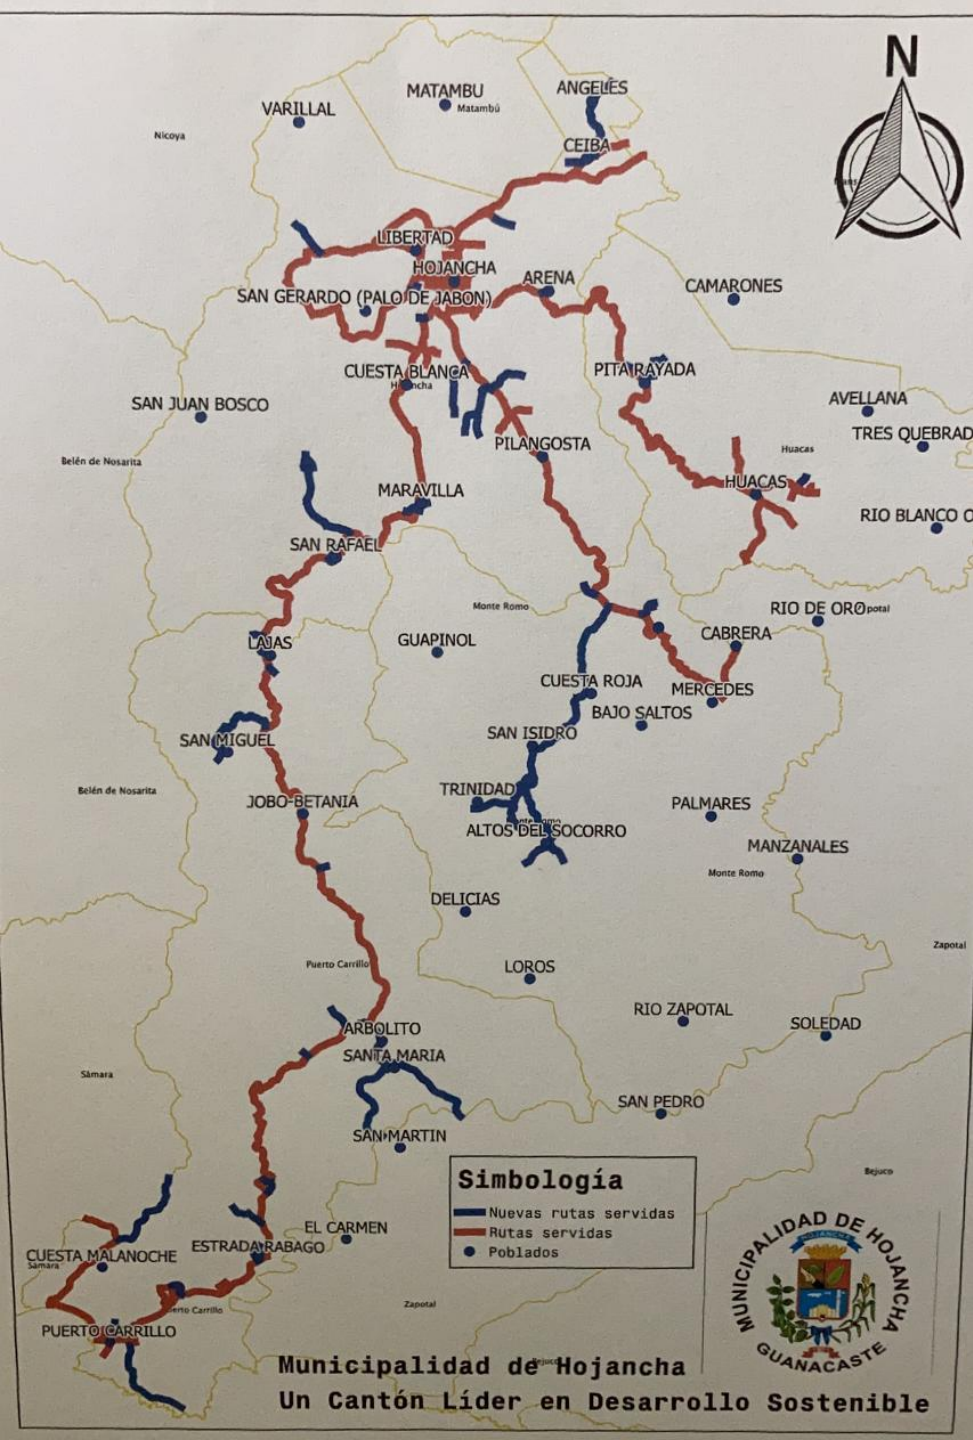 N
MATAMBU
Matambú
ANGELES
VARILLAL
Nicoya
CEIBA
LIBERTAD
HOJANCHA
ARENA
CAMARONES
SAN GERARDO (PALO DE JABON)
CUESTA BLANCA
PITA RAYADA
AVELLANA
SAN JUAN BOSCO
TRES QUEBRAD
PILANGOSTA
Huacas
Belén de Nosarita
HUACAS
MARAVILLA
RIO BLANCO O
SAN RAFAEL
Monte Romo
RIO DE ORO
CABRERA
GUAPINOL
LAJAS
CUESTA ROJA
MERCEDES
BAJO SALTOS
SAN ISIDRO
SAN MIGUEL
Belén de Nosarita
TRINIDAD
JOBO-BETANIA
PALMARES
ALTOS DEL SOCORRO
MANZANALES
Monte Romo
DELICIAS
Zapotal
Puerto Carrillo
LOROS
RIO ZAPOTAL
ARBOLITO
SOLEDAD
SANTA MARIA
Sámara
SAN PEDRO
SAN MARTIN
Bejuco
Simbología
Nuevas rutas servidas
Rutas servidas
Poblados
EL CARMEN
CUESTA MALANOCHE
ESTRADA RABAGO
Sámara
Zapotal
PUERTO CARRILLO
MUNICIPALIDAD DE HOJANCHA
HOJANCHA
GUANACASTE
Municipalidad de Hojancha
Un Cantón Líder en Desarrollo Sostenible